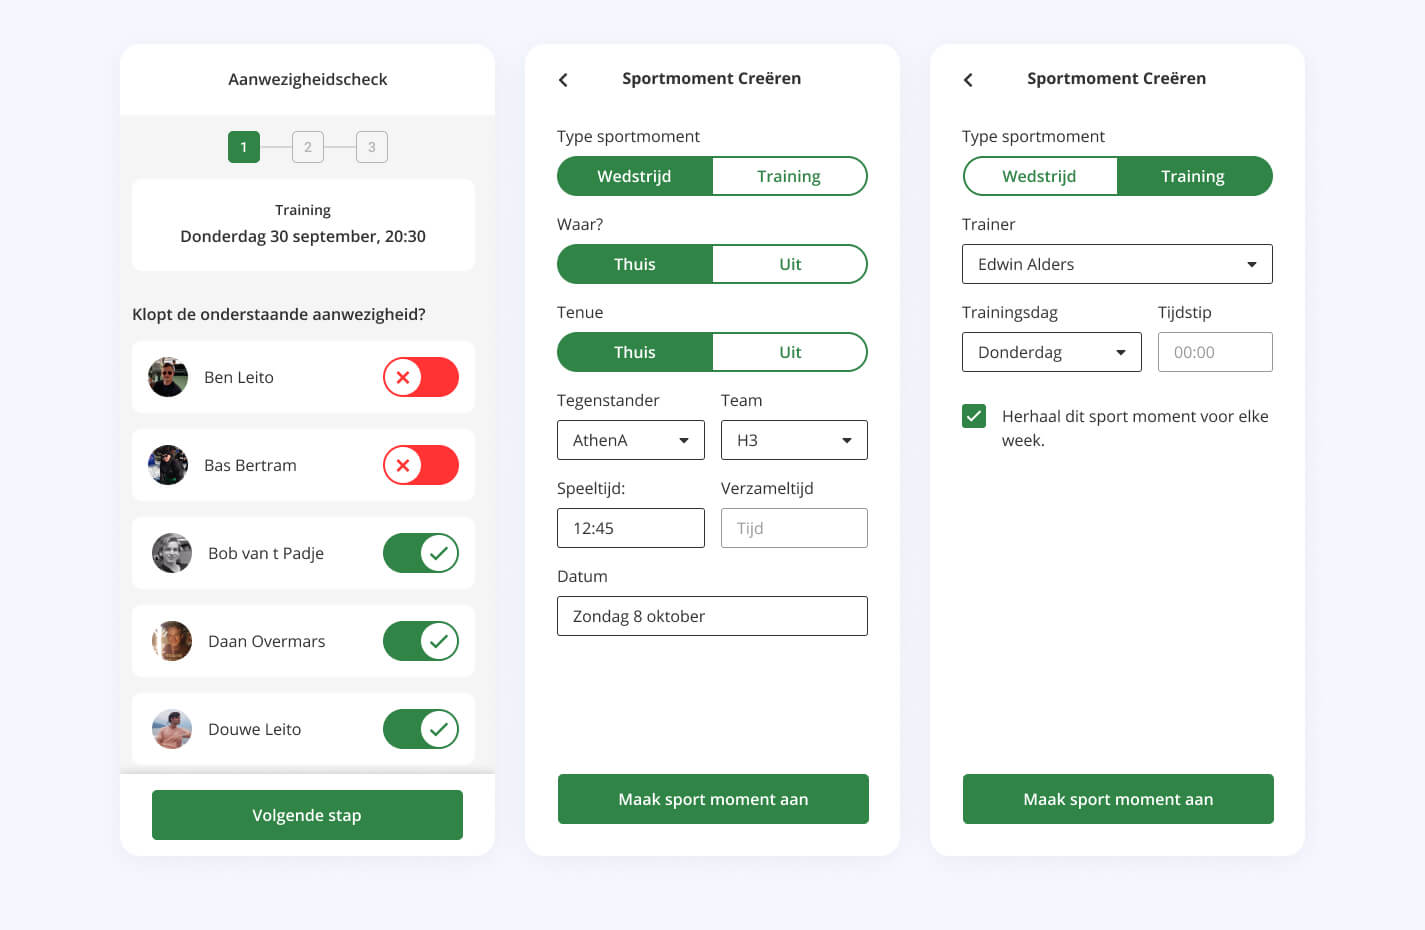 Aanwezigheidscheck
1 2 3
Training
Donderdag 30 september, 20:30
Klopt de onderstaande aanwezigheid?
Ben Leito
Bas Bertram
Bob van t Padje
Daan Overmars
Douwe Leito
Volgende stap
Sportmoment Creëren
Type sportmoment
Wedstrijd Training
Waar?
Thuis Uit
Tenue
Thuis Uit
Tegenstander Team
AthenA H3
Speeltijd: Verzameltijd
12:45 Tijd
Datum
Zondag 8 oktober
Maak sport moment aan
Sportmoment Creëren
Type sportmoment
Wedstrijd Training
Trainer
Edwin Alders
Trainingsdag Tijdstip
Donderdag 00:00
Herhaal dit sport moment voor elke
week.
Maak sport moment aan